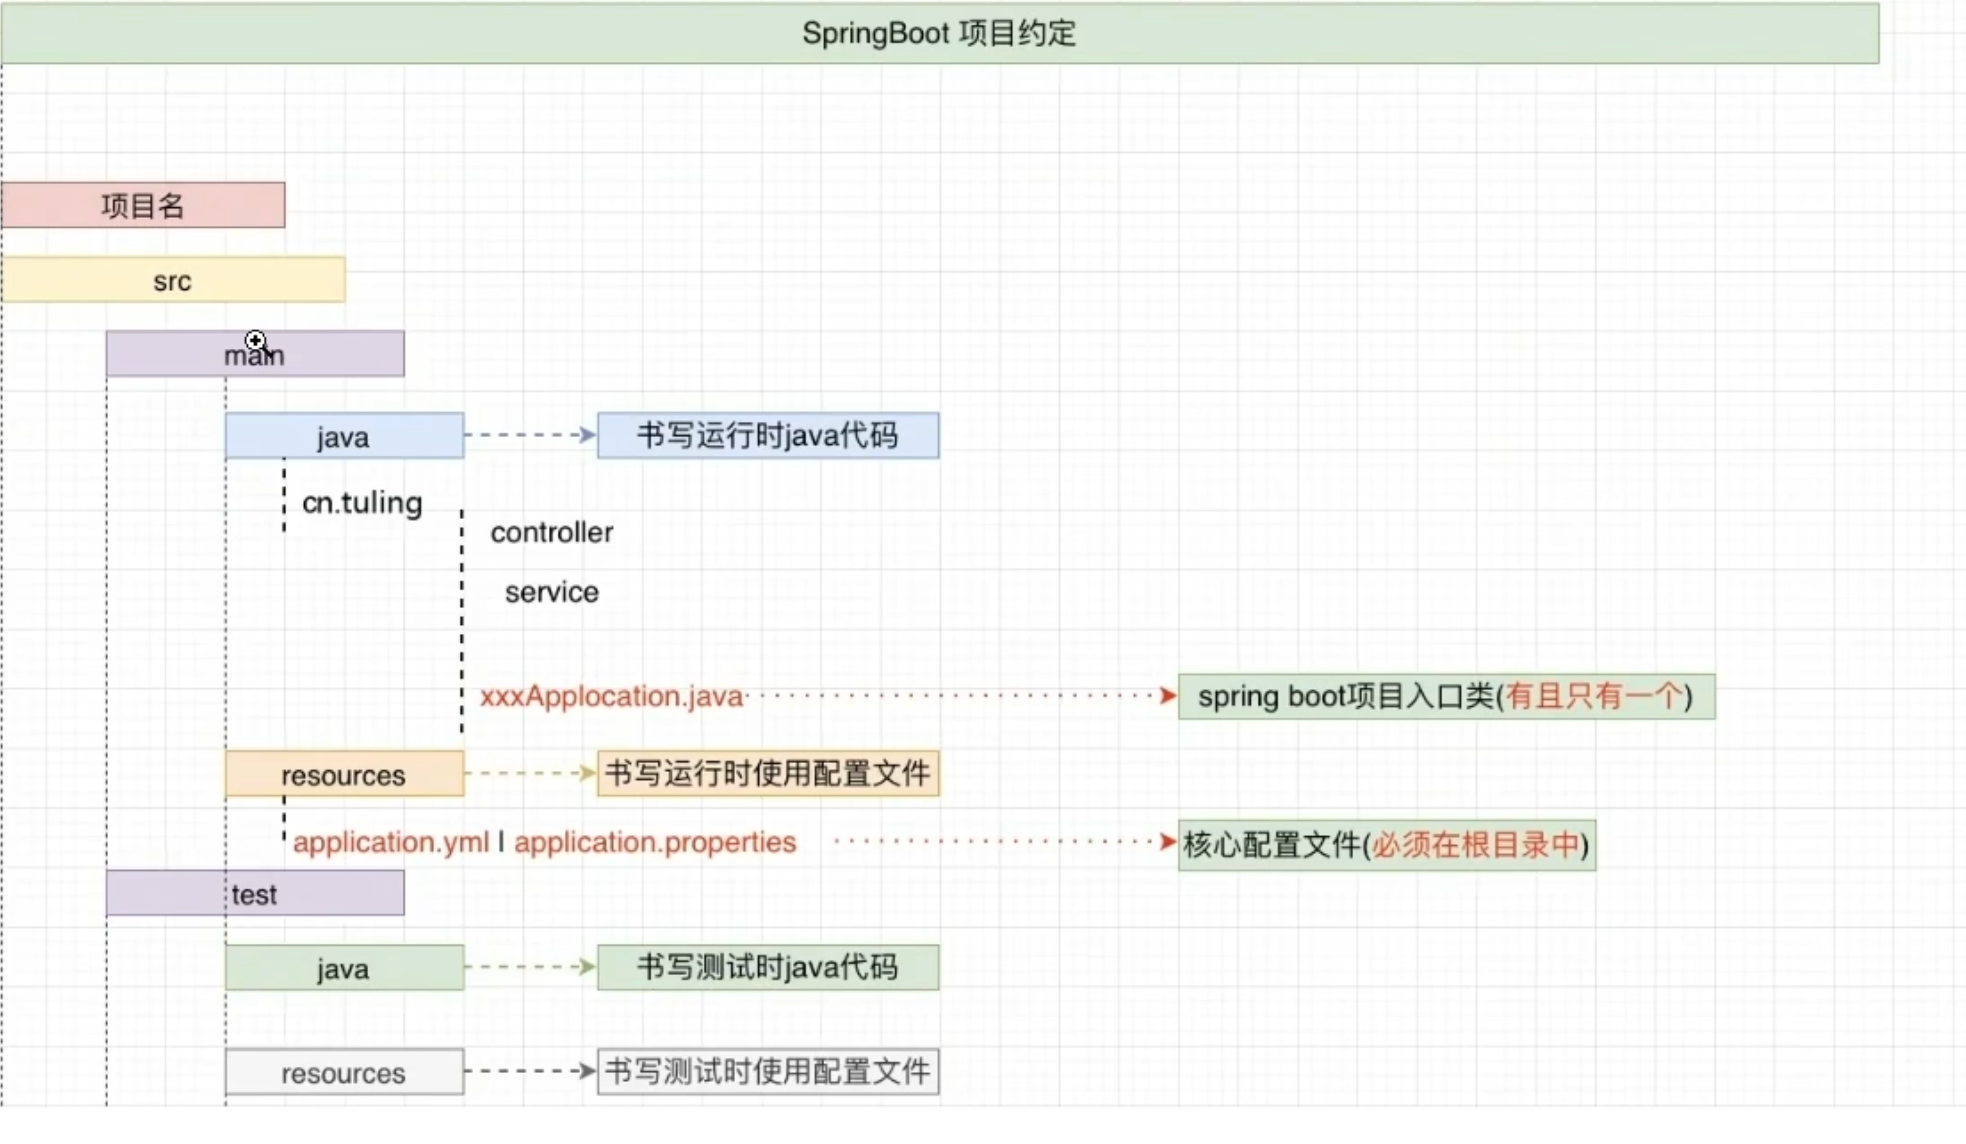 SpringBoot 项目约定
项目名
src
main
java
书写运行时java代码
cn.tuling
controller
service
xxxApplocation.java
spring boot项目入口类(有且只有一个)
resources
书写运行时使用配置文件
application.yml | application.properties
核心配置文件(必须在根目录中)
test
java
书写测试时java代码
resources
书写测试时使用配置文件